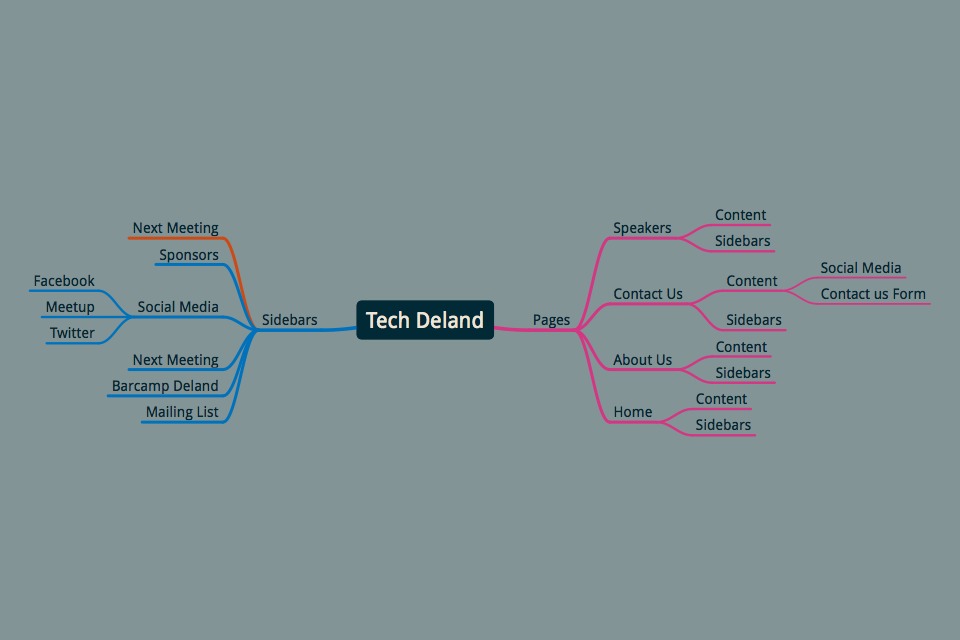 Tech Deland
Sidebars
Next Meeting
Sponsors
Social Media
Facebook
Meetup
Twitter
Next Meeting
Barcamp Deland
Mailing List
Pages
Speakers
Content
Sidebars
Contact Us
Content
Social Media
Contact us Form
Sidebars
About Us
Content
Sidebars
Home
Content
Sidebars